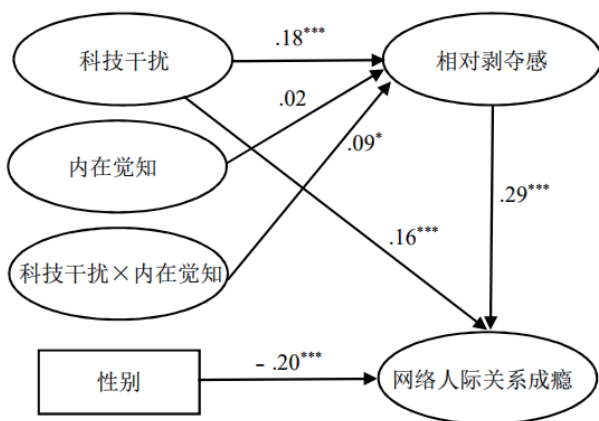 科技干扰
.18***
相对剥夺感
.02
内在觉知
.09*
科技干扰×内在觉知
.16***
.29***
性别
- .20***
网络人际关系成瘾